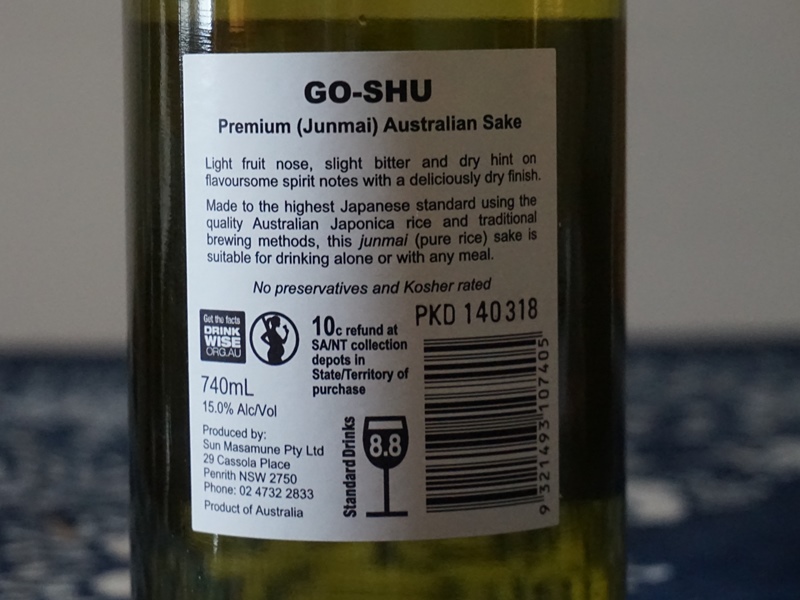 GO-SHU
Premium (Junmai) Australian Sake
Light fruit nose, slight bitter and dry hint on
flavoursome spirit notes with a deliciously dry finish.
Made to the highest Japanese standard using the
quality Australian Japonica rice and traditional
brewing methods, this junmai (pure rice) sake is
suitable for drinking alone or with any meal.
No preservatives and Kosher rated
Get the facts
DRINK
WISE
ORG.AU
10c refund at
SA/NT collection
depots in
State/Territory of
purchase
PKD 140318
740mL
15.0% Alc/Vol
Produced by:
Sun Masamune Pty Ltd
29 Cassola Place
Penrith NSW 2750
Phone: 02 4732 2833
Product of Australia
Standard Drinks
8.8
9 321493 107405